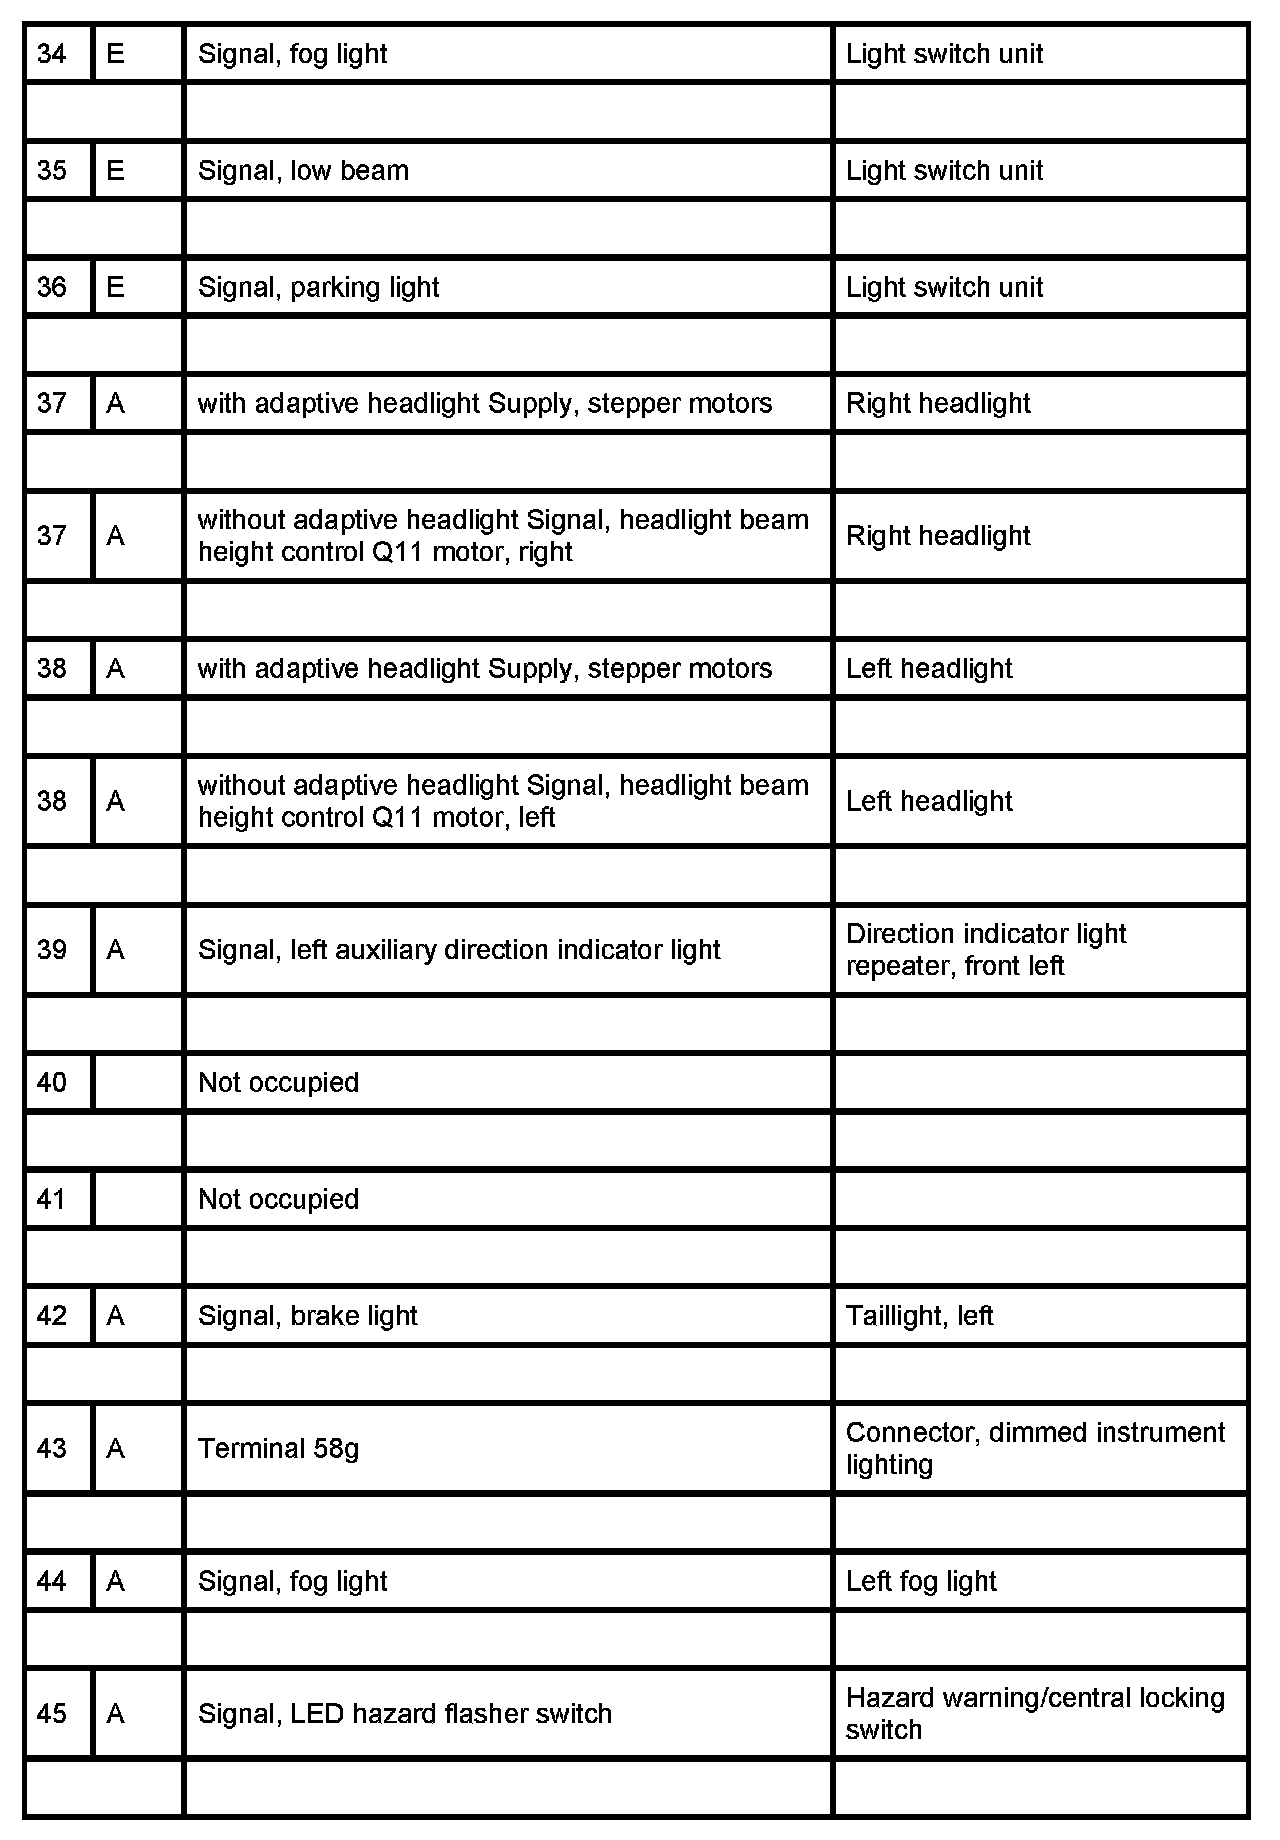 34 E Signal, fog light Light switch unit
35 E Signal, low beam Light switch unit
36 E Signal, parking light Light switch unit
37 A with adaptive headlight Supply, stepper motors Right headlight
37 A without adaptive headlight Signal, headlight beam
height control Q11 motor, right Right headlight
38 A with adaptive headlight Supply, stepper motors Left headlight
38 A without adaptive headlight Signal, headlight beam
height control Q11 motor, left Left headlight
39 A Signal, left auxiliary direction indicator light Direction indicator light
repeater, front left
40 Not occupied
41 Not occupied
42 A Signal, brake light Taillight, left
43 A Terminal 58g Connector, dimmed instrument
lighting
44 A Signal, fog light Left fog light
45 A Signal, LED hazard flasher switch Hazard warning/central locking
switch